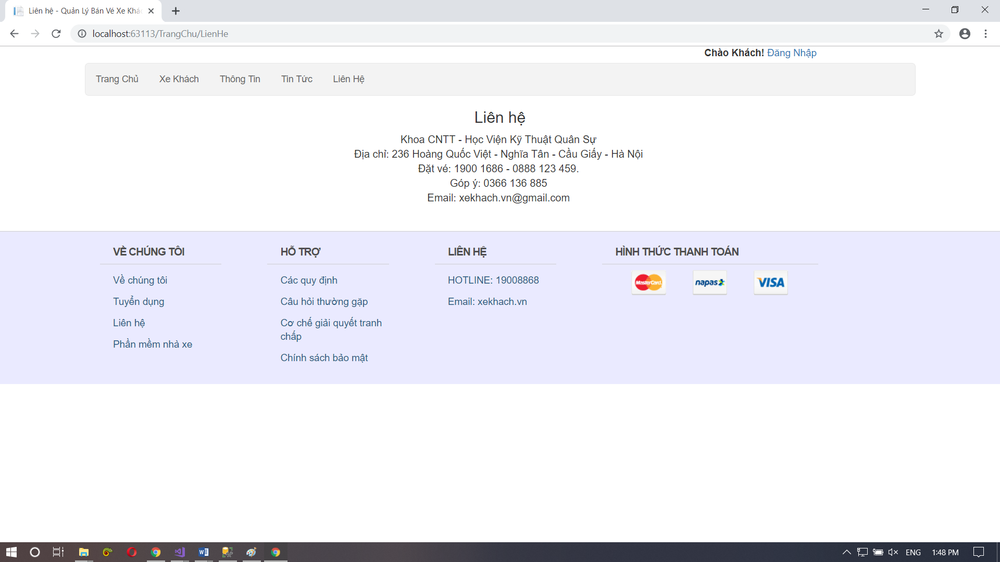 Liên hệ - Quản Lý Bán Vé Xe Khác
localhost:63113/TrangChu/LienHe
Chào Khách! Đăng Nhập
Trang Chủ Xe Khách Thông Tin Tin Tức Liên Hệ
Liên hệ
Khoa CNTT - Học Viện Kỹ Thuật Quân Sự
Địa chỉ: 236 Hoàng Quốc Việt - Nghĩa Tân - Cầu Giấy - Hà Nội
Đặt vé: 1900 1686 - 0888 123 459.
Góp ý: 0366 136 885
Email: xekhach.vn@gmail.com
VỀ CHÚNG TÔI
Về chúng tôi
Tuyển dụng
Liên hệ
Phần mềm nhà xe
HỖ TRỢ
Các quy định
Câu hỏi thường gặp
Cơ chế giải quyết tranh
chấp
Chính sách bảo mật
LIÊN HỆ
HOTLINE: 19008868
Email: xekhach.vn
HÌNH THỨC THANH TOÁN
MasterCard napas VISA
ENG 1:48 PM